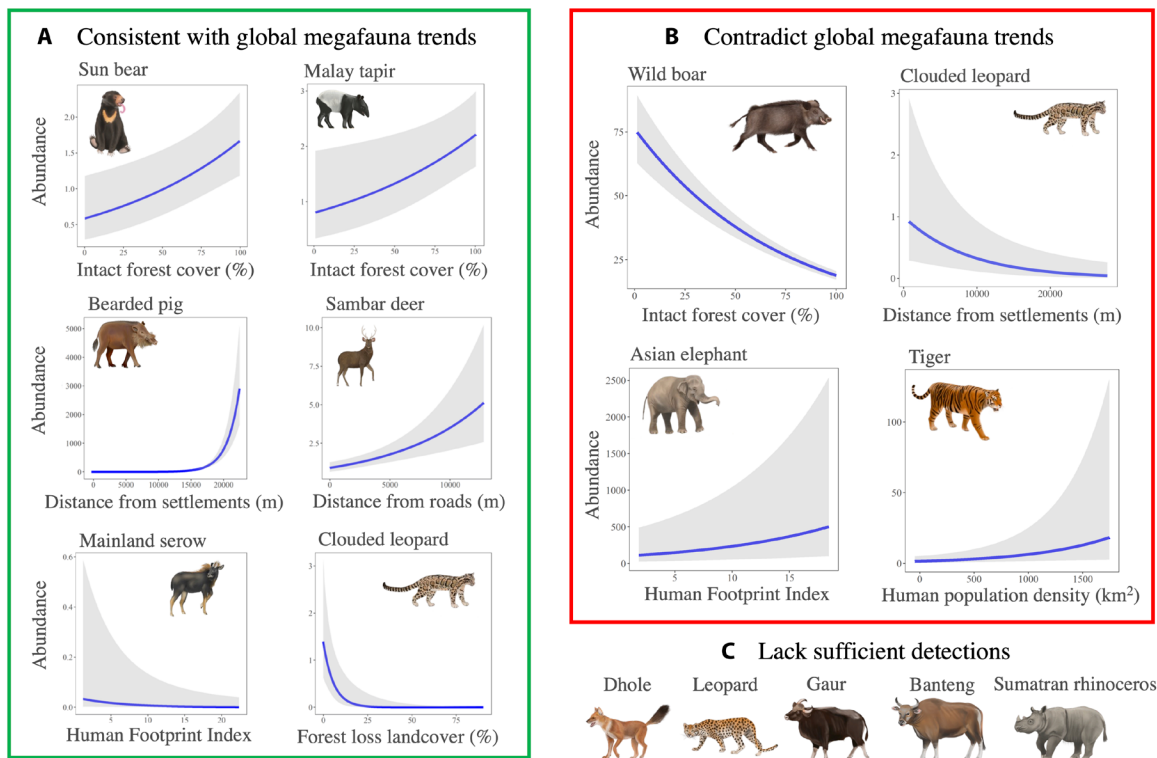 A Consistent with global megafauna trends
Sun bear
Abundance
2.0
1.5
1.0
0.5
0 25 50 75 100
Intact forest cover (%)
Malay tapir
3
2
1
0
0 25 50 75 100
Intact forest cover (%)
Bearded pig
Abundance
5000
4000
3000
2000
1000
0
0 5000 10000 15000 20000
Distance from settlements (m)
Sambar deer
10.0
7.5
5.0
2.5
0 5000 10000
Distance from roads (m)
Mainland serow
Abundance
0.6
0.4
0.2
0.0
5 10 15 20
Human Footprint Index
Clouded leopard
3
2
1
0
0 25 50 75
Forest loss landcover (%)
B Contradict global megafauna trends
Wild boar
Abundance
75
50
25
0 25 50 75 100
Intact forest cover (%)
Clouded leopard
3
2
1
0
10000 20000
Distance from settlements (m)
Asian elephant
Abundance
2500
2000
1500
1000
500
0
5 10 15
Human Footprint Index
Tiger
100
50
0
0 500 1000 1500
Human population density (km²)
C Lack sufficient detections
Dhole Leopard Gaur Banteng Sumatran rhinoceros